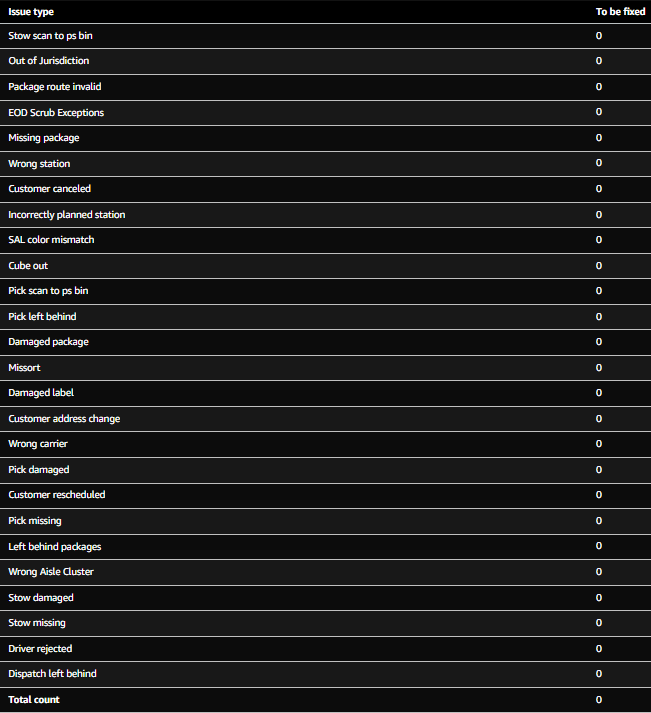 Issue type To be fixed
Stow scan to ps bin 0
Out of Jurisdiction 0
Package route invalid 0
EOD Scrub Exceptions 0
Missing package 0
Wrong station 0
Customer canceled 0
Incorrectly planned station 0
SAL color mismatch 0
Cube out 0
Pick scan to ps bin 0
Pick left behind 0
Damaged package 0
Missort 0
Damaged label 0
Customer address change 0
Wrong carrier 0
Pick damaged 0
Customer rescheduled 0
Pick missing 0
Left behind packages 0
Wrong Aisle Cluster 0
Stow damaged 0
Stow missing 0
Driver rejected 0
Dispatch left behind 0
Total count 0